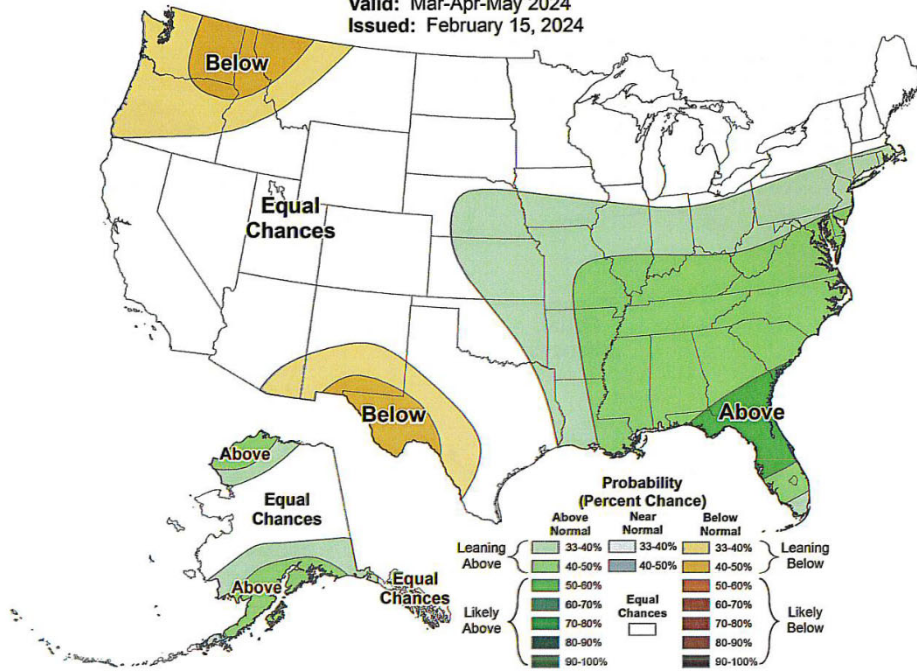 Valid: Mar-Apr-May 2024
Issued: February 15, 2024
Below
Equal
Chances
Below
Above
Above
Equal
Chances
Above
Equal
Chances
Probability
(Percent Chance)
Above
Normal
Near
Normal
Below
Normal
Leaning
Above
33-40%
40-50%
33-40%
40-50%
33-40%
40-50%
Leaning
Below
Likely
Above
50-60%
60-70%
70-80%
80-90%
90-100%
Equal
Chances
50-60%
60-70%
70-80%
80-90%
90-100%
Likely
Below